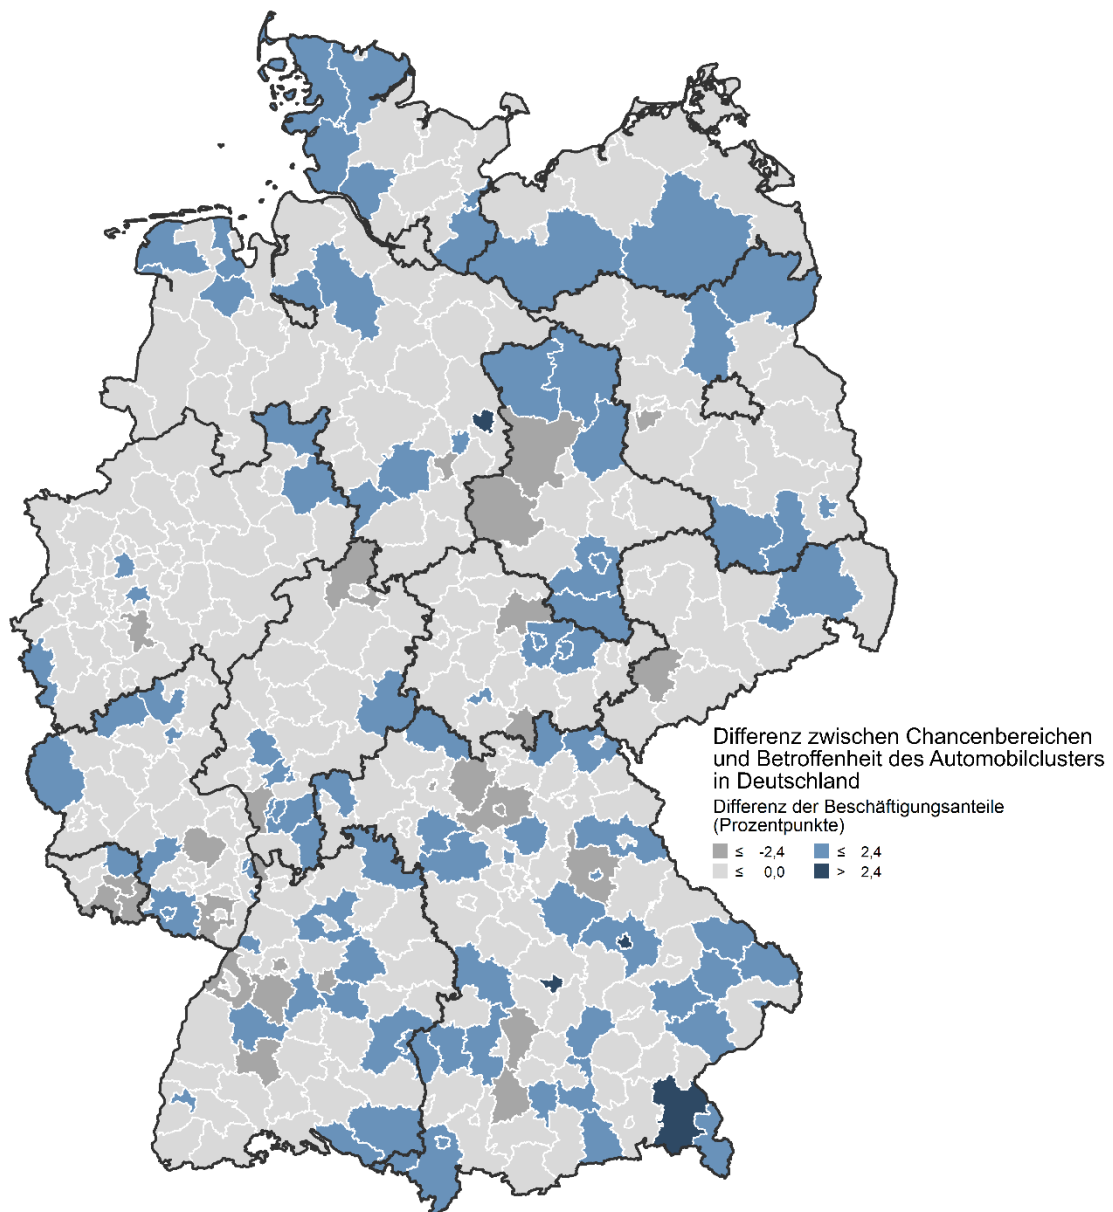 Differenz zwischen Chancenbereichen
und Betroffenheit des Automobilclusters
in Deutschland
Differenz der Beschäftigungsanteile
(Prozentpunkte)
≤ -2,4
≤ 0,0
≤ 2,4
> 2,4